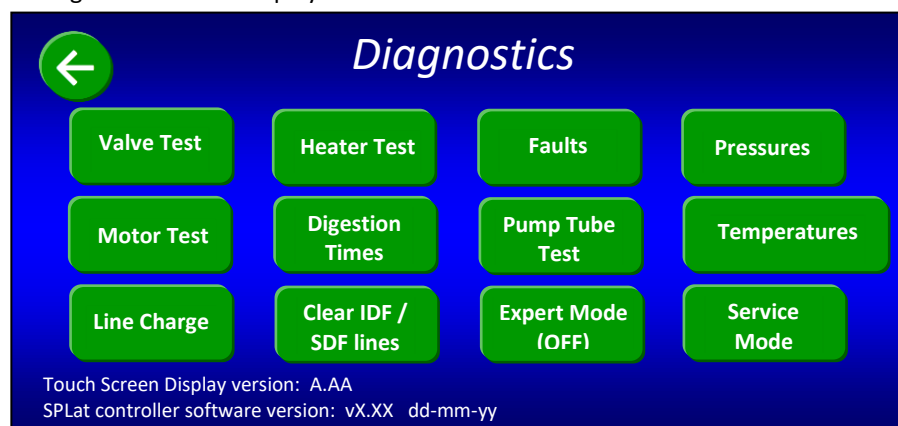 Diagnostics
Valve Test
Heater Test
Faults
Pressures
Motor Test
Digestion
Times
Pump Tube
Test
Temperatures
Line Charge
Clear IDF /
SDF lines
Expert Mode
(OFF)
Service
Mode
Touch Screen Display version: A.AA
SPLat controller software version: vX.XX dd-mm-yy